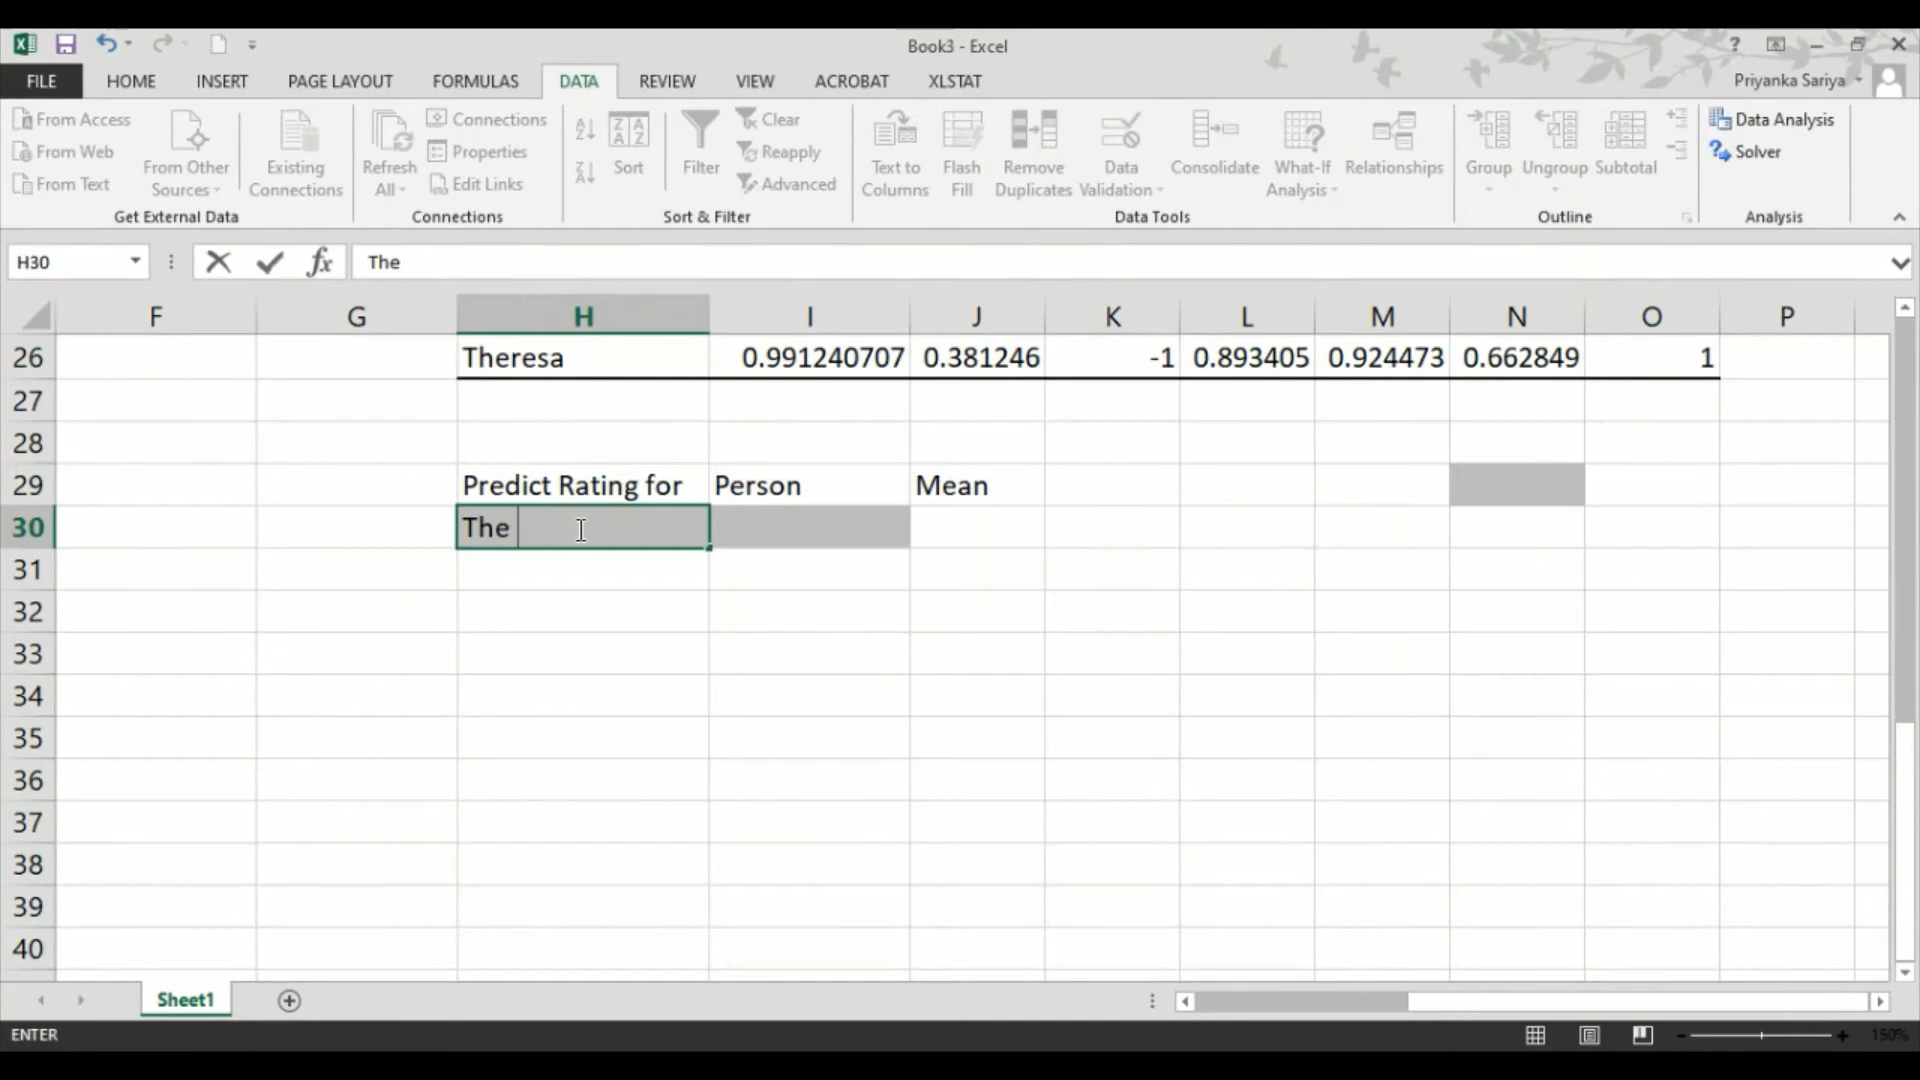 Book3 - Excel
?
FILE HOME INSERT PAGE LAYOUT FORMULAS DATA REVIEW VIEW ACROBAT XLSTAT Priyanka Sariya
From Access
From Web
From Text
From Other
Sources
Existing
Connections
Get External Data
Refresh
All
Connections
Properties
Edit Links
Connections
Sort
Filter
Clear
Reapply
Advanced
Sort & Filter
Text to
Columns
Flash
Fill
Remove
Duplicates
Data
Validation
Consolidate
What-If
Analysis
Relationships
Data Tools
Group
Ungroup
Subtotal
Outline
Data Analysis
Solver
Analysis
H30 fx The
F G H I J K L M N O P
26 Theresa 0.991240707 0.381246 -1 0.893405 0.924473 0.662849 1
27
28
29 Predict Rating for Person Mean
30 The
31
32
33
34
35
36
37
38
39
40
Sheet1
ENTER 150%